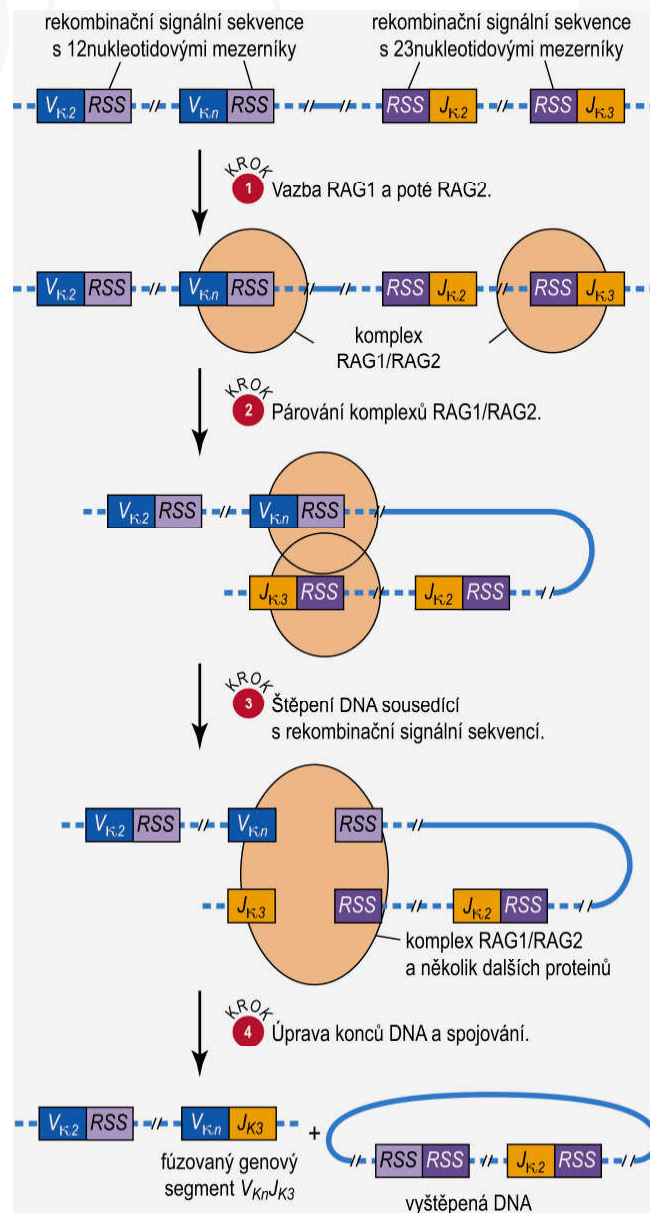 rekombinační signální sekvence
s 12nukleotidovými mezerníky
rekombinační signální sekvence
s 23nukleotidovými mezerníky
Vκ2 RSS Vκn RSS RSS Jκ2 RSS Jκ3
KROK
1 Vazba RAG1 a poté RAG2.
Vκ2 RSS Vκn RSS RSS Jκ2 RSS Jκ3
komplex
RAG1/RAG2
KROK
2 Párování komplexů RAG1/RAG2.
Vκ2 RSS Vκn RSS
Jκ3 RSS Jκ2 RSS
KROK
3 Štěpení DNA sousedící
s rekombinační signální sekvencí.
Vκ2 RSS Vκn RSS
Jκ3 RSS Jκ2 RSS
komplex RAG1/RAG2
a několik dalších proteinů
KROK
4 Úprava konců DNA a spojování.
Vκ2 RSS Vκn JK3 +
RSS RSS Jκ2 RSS
fúzovaný genový
segment VKnJK3
vyštěpená DNA